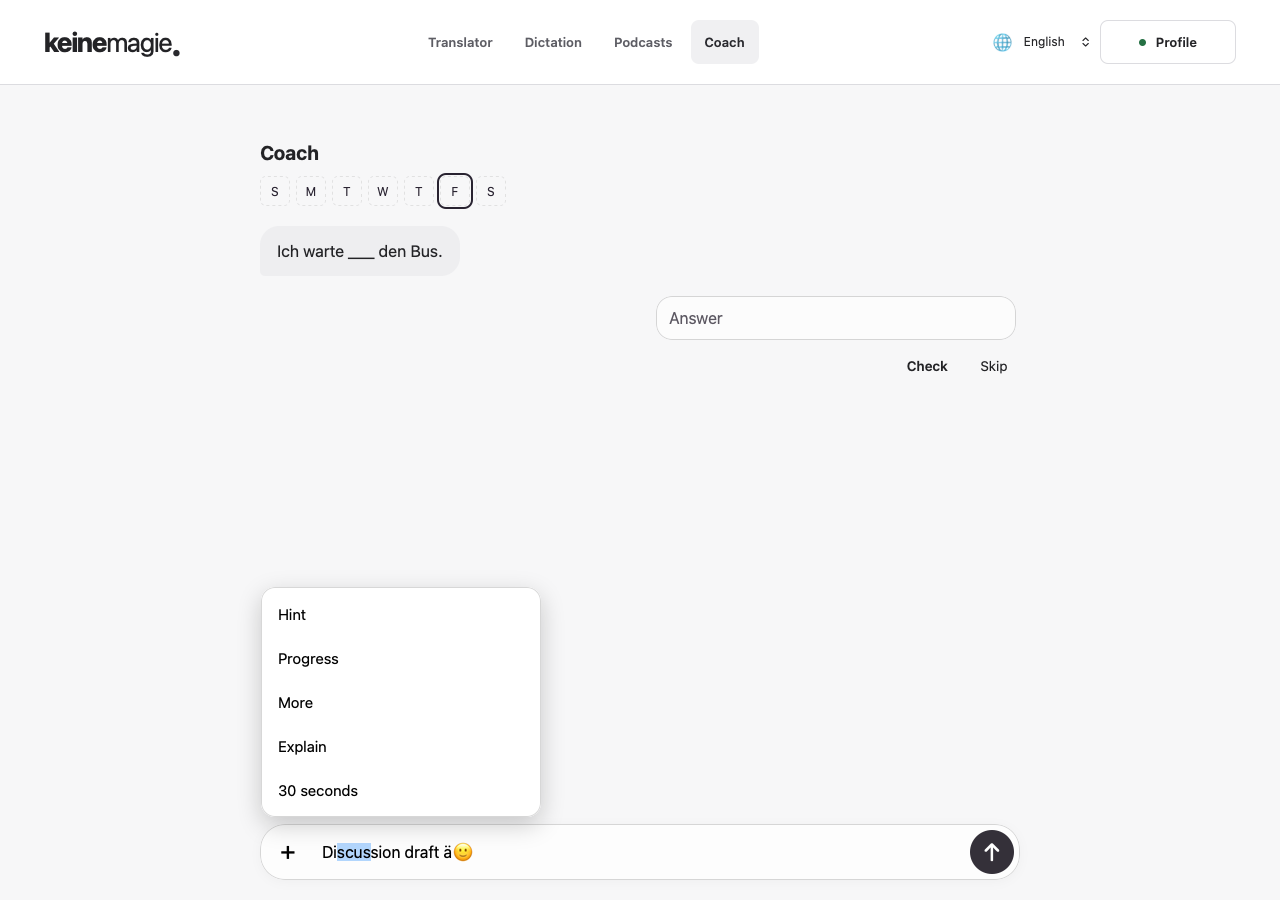 keinemagie.
Translator Dictation Podcasts Coach
English
Profile
Coach
S M T W T F S
Ich warte ____ den Bus.
Answer
Check Skip
Hint
Progress
More
Explain
30 seconds
+ Discussion draft ä🙂